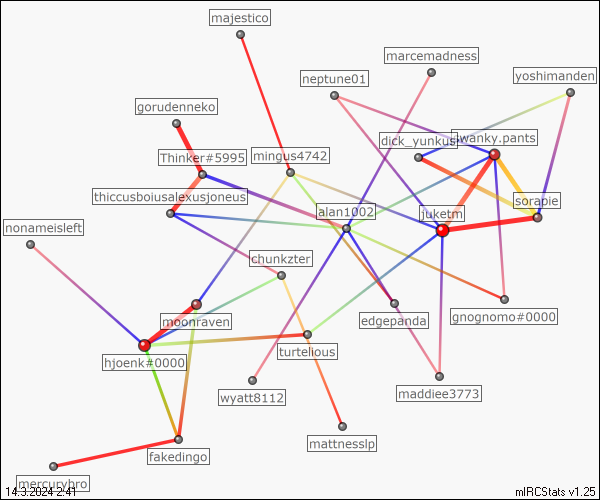 majestico
marcemadness
neptune01
yoshimanden
gorudenneko
dick_yunkus
wanky.pants
Thinker#5995
mingus4742
thiccusboiusalexusjoneus
sorapie
alan1002
juketm
nonameisleft
chunkzter
moonraven
edgepanda
gnognomo#0000
turtelious
hjoenk#0000
maddiee3773
wyatt8112
mattnesslp
fakedingo
mercurybro
14.3.2024 2:41
mIRCStats v1.25